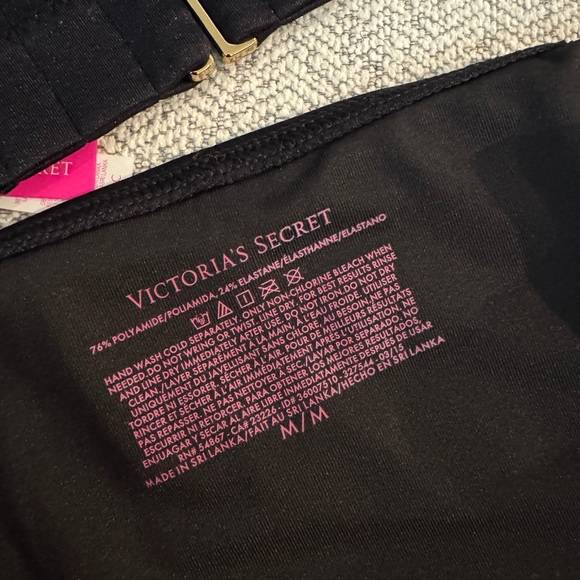 RET
VICTORIA'S SECRET
76% POLYAMIDE/POLIAMIDA, 24% ELASTANE/ÉLASTHANNE/ELASTANO
HAND WASH COLD SEPARATELY, ONLY NON-CHLORINE BLEACH WHEN
NEEDED.DO NOT WRING OR TWIST LINE DRY. FOR BEST RESULTS RINSE
AND LINE DRY IMMEDIATELY AFTER USE. DO NOT IRON.DO NOT DRY
CLEAN./LAVER SÉPARÉMENT À LA MAIN, À L'EAU FROIDE. UTILISER
UNIQUEMENT DU JAVELLISANT SANS CHLORE, AU BESOIN.NE PAS
TORDRE ET ESSORER. SÉCHER À L'AIR. POUR DE MEILLEURS RÉSULTATS
RINCER ET SÉCHER À L'AIR IMMÉDIATEMENT APRÈS L'UTILISATION. NE
PAS REPASSER. NE PAS NETTOYER À SEC./LAVAR POR SEPARADO. NO
ESCURRIR NI RETORCER. PARA OBTENER LOS MEJORES RESULTADOS,
ENJUAGAR Y SECAR AL AIRE LIBRE IMMEDIATAMENTE DESPUÉS DE USAR
RN# 54867 CA# 29226
MADE IN SRI LANKA/FAIT AU SRI LANKA/HECHO EN SRI LANKA
M/M